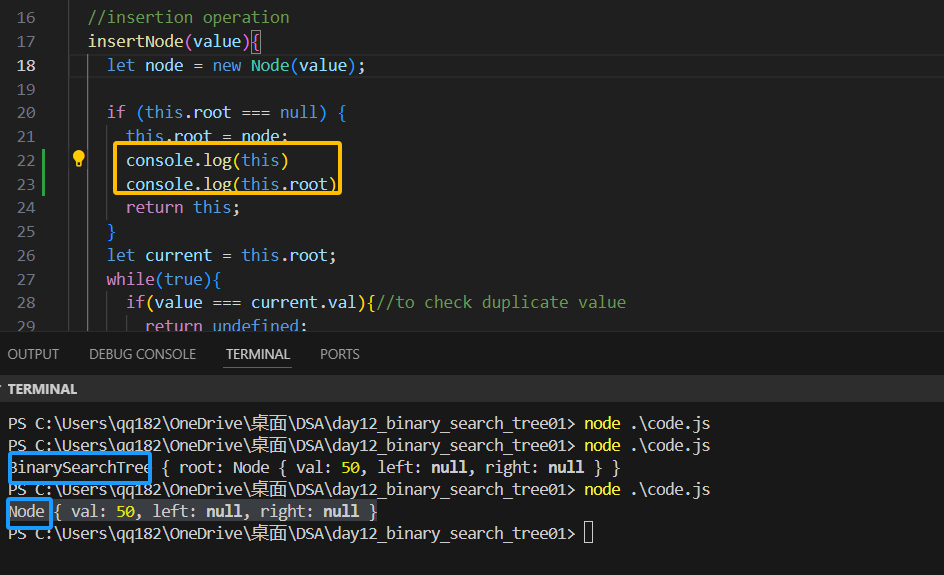 16 //insertion operation
17 insertNode(value){
18 let node = new Node(value);
19
20 if (this.root === null) {
21 this.root = node;
22 console.log(this)
23 console.log(this.root)
24 return this;
25 }
26 let current = this.root;
27 while(true){
28 if(value === current.val){//to check duplicate value
29 return undefined;
OUTPUT DEBUG CONSOLE TERMINAL PORTS
TERMINAL
PS C:\Users\qq182\OneDrive\桌面\DSA\day12_binary_search_tree01> node .\code.js
PS C:\Users\qq182\OneDrive\桌面\DSA\day12_binary_search_tree01> node .\code.js
BinarySearchTree { root: Node { val: 50, left: null, right: null } }
PS C:\Users\qq182\OneDrive\桌面\DSA\day12_binary_search_tree01> node .\code.js
Node { val: 50, left: null, right: null }
PS C:\Users\qq182\OneDrive\桌面\DSA\day12_binary_search_tree01>